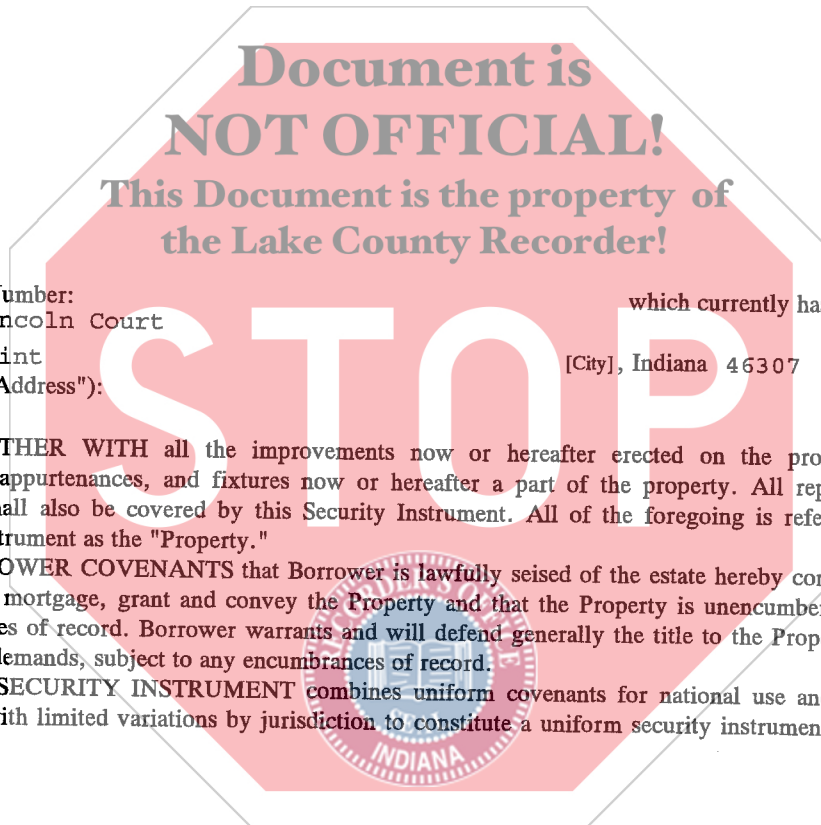 Document is
NOT OFFICIAL!
This Document is the property of
the Lake County Recorder!
umber:
which currently ha
ncoln Court
int
[City], Indiana 46307
Address"):
STOP
THER WITH all the improvements now or hereafter erected on the pro
appurtenances, and fixtures now or hereafter a part of the property. All rep
all also be covered by this Security Instrument. All of the foregoing is refe
trument as the "Property."
OWER COVENANTS that Borrower is lawfully seised of the estate hereby con
mortgage, grant and convey the Property and that the Property is unencumbe
es of record. Borrower warrants and will defend generally the title to the Prop
demands, subject to any encumbrances of record.
SECURITY INSTRUMENT combines uniform covenants for national use an
ith limited variations by jurisdiction to constitute a uniform security instrumen
RECORDER'S OFFICE
INDIANA